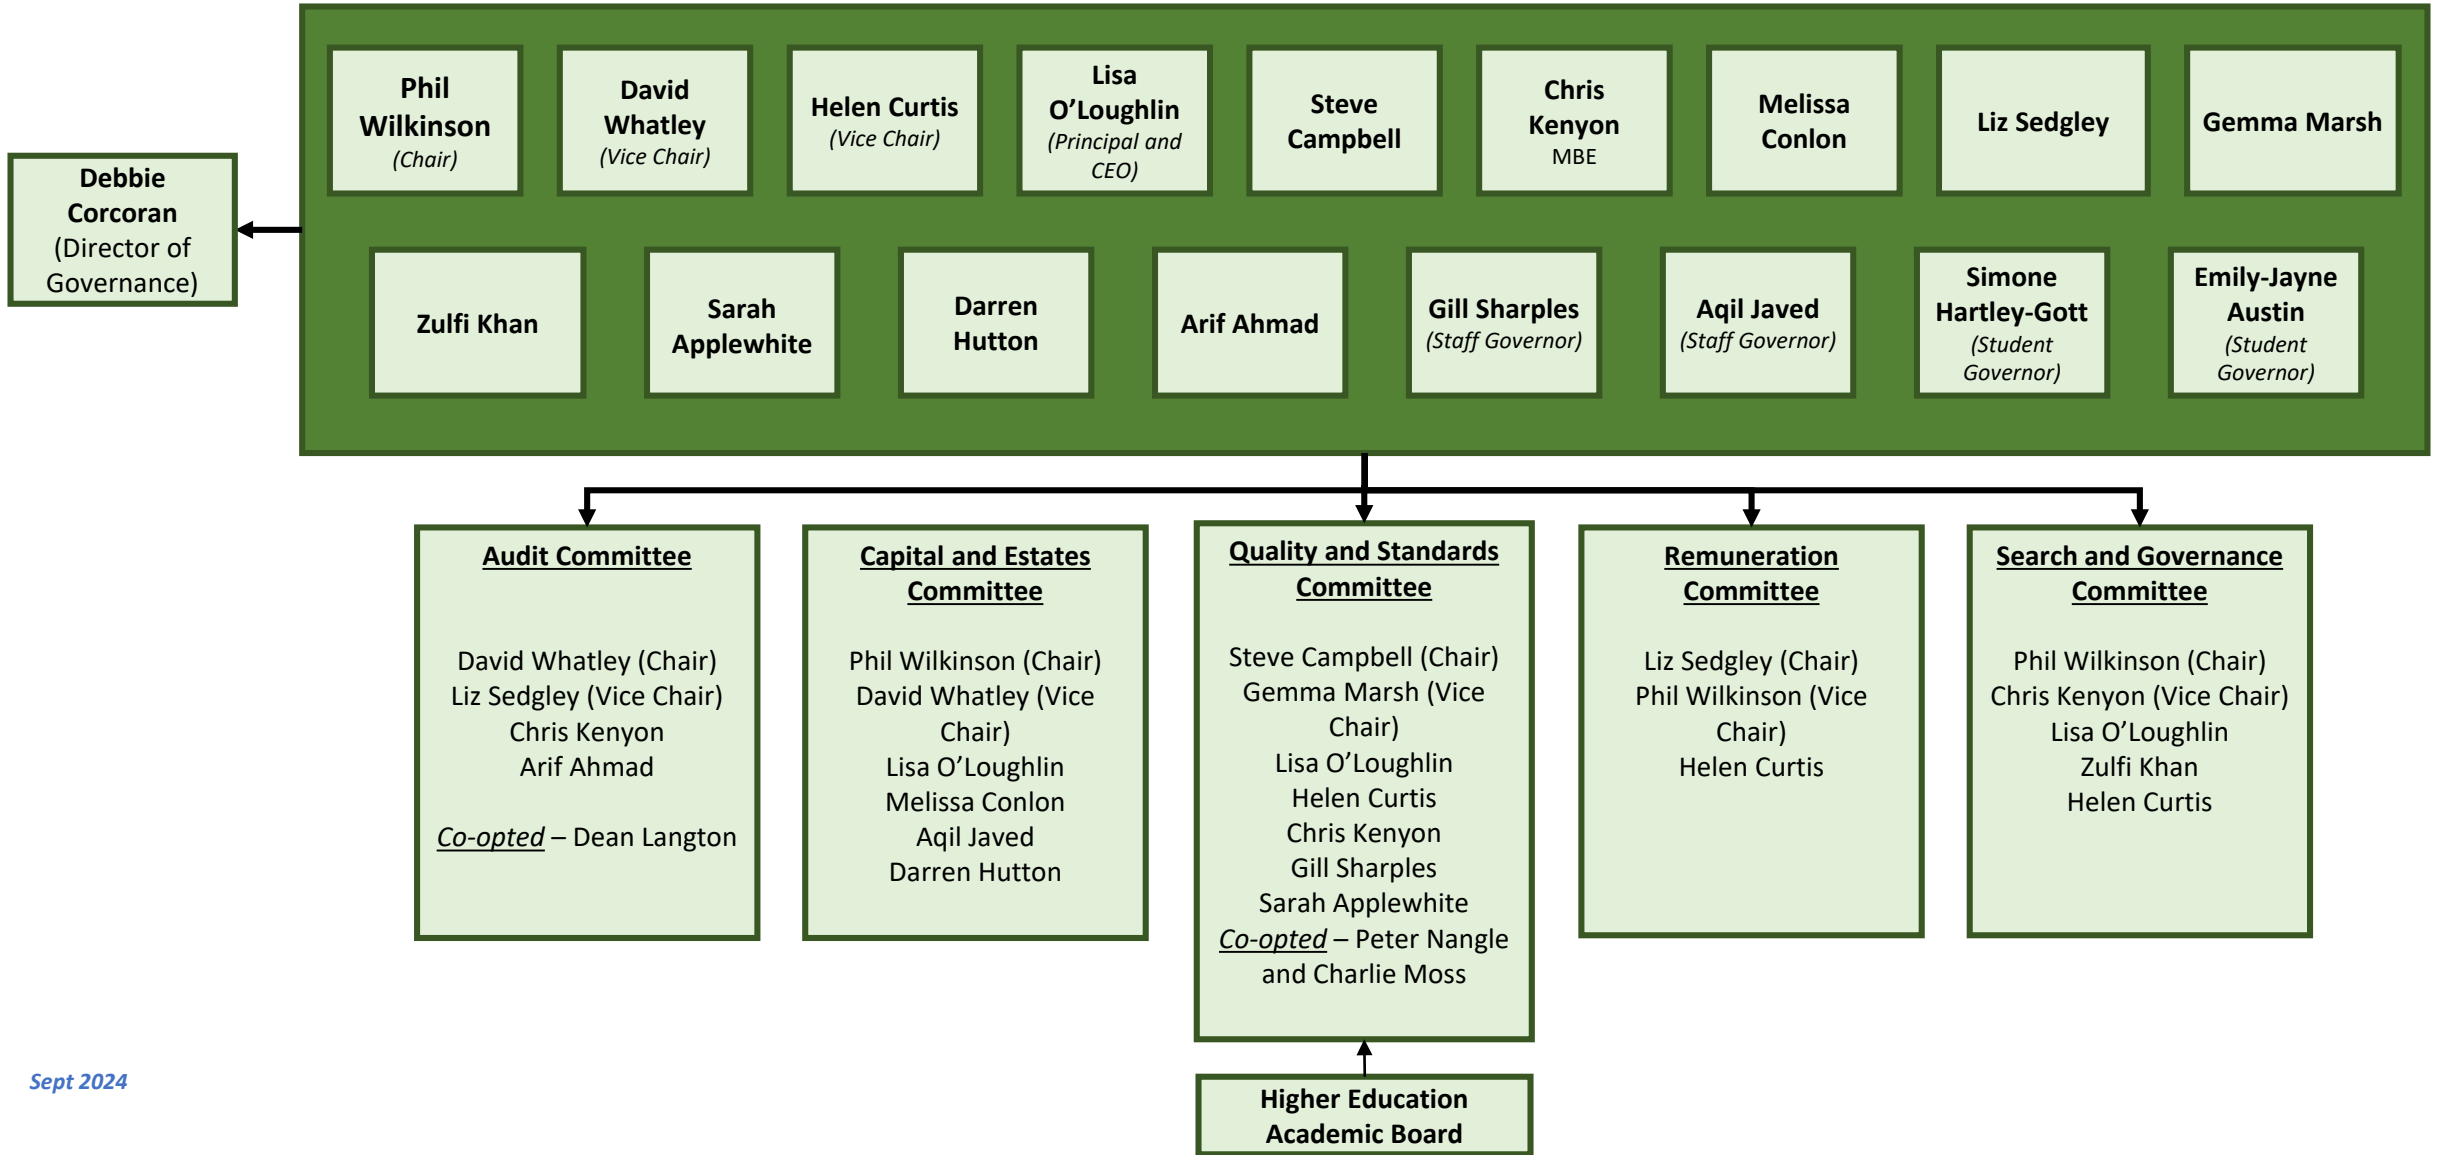 Phil
Wilkinson
(Chair)
David
Whatley
(Vice Chair)
Helen Curtis
(Vice Chair)
Lisa
O’Loughlin
(Principal and
CEO)
Steve
Campbell
Chris
Kenyon
MBE
Melissa
Conlon
Liz Sedgley
Gemma Marsh
Debbie
Corcoran
(Director of
Governance)
Zulfi Khan
Sarah
Applewhite
Darren
Hutton
Arif Ahmad
Gill Sharples
(Staff Governor)
Aqil Javed
(Staff Governor)
Simone
Hartley-Gott
(Student
Governor)
Emily-Jayne
Austin
(Student
Governor)
Audit Committee
David Whatley (Chair)
Liz Sedgley (Vice Chair)
Chris Kenyon
Arif Ahmad
Co-opted – Dean Langton
Capital and Estates
Committee
Phil Wilkinson (Chair)
David Whatley (Vice
Chair)
Lisa O’Loughlin
Melissa Conlon
Aqil Javed
Darren Hutton
Quality and Standards
Committee
Steve Campbell (Chair)
Gemma Marsh (Vice
Chair)
Lisa O’Loughlin
Helen Curtis
Chris Kenyon
Gill Sharples
Sarah Applewhite
Co-opted – Peter Nangle
and Charlie Moss
Remuneration
Committee
Liz Sedgley (Chair)
Phil Wilkinson (Vice
Chair)
Helen Curtis
Search and Governance
Committee
Phil Wilkinson (Chair)
Chris Kenyon (Vice Chair)
Lisa O’Loughlin
Zulfi Khan
Helen Curtis
Higher Education
Academic Board
Sept 2024